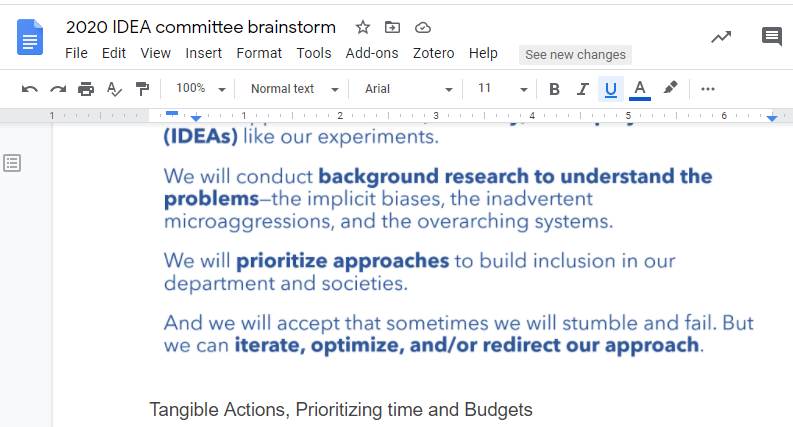 2020 IDEA committee brainstorm
File Edit View Insert Format Tools Add-ons Zotero Help See new changes
100% Normal text Arial 11 B I U A
1 1 2 3 4 5 6
(IDEAs) like our experiments.
We will conduct background research to understand the
problems—the implicit biases, the inadvertent
microaggressions, and the overarching systems.
We will prioritize approaches to build inclusion in our
department and societies.
And we will accept that sometimes we will stumble and fail. But
we can iterate, optimize, and/or redirect our approach.
Tangible Actions, Prioritizing time and Budgets